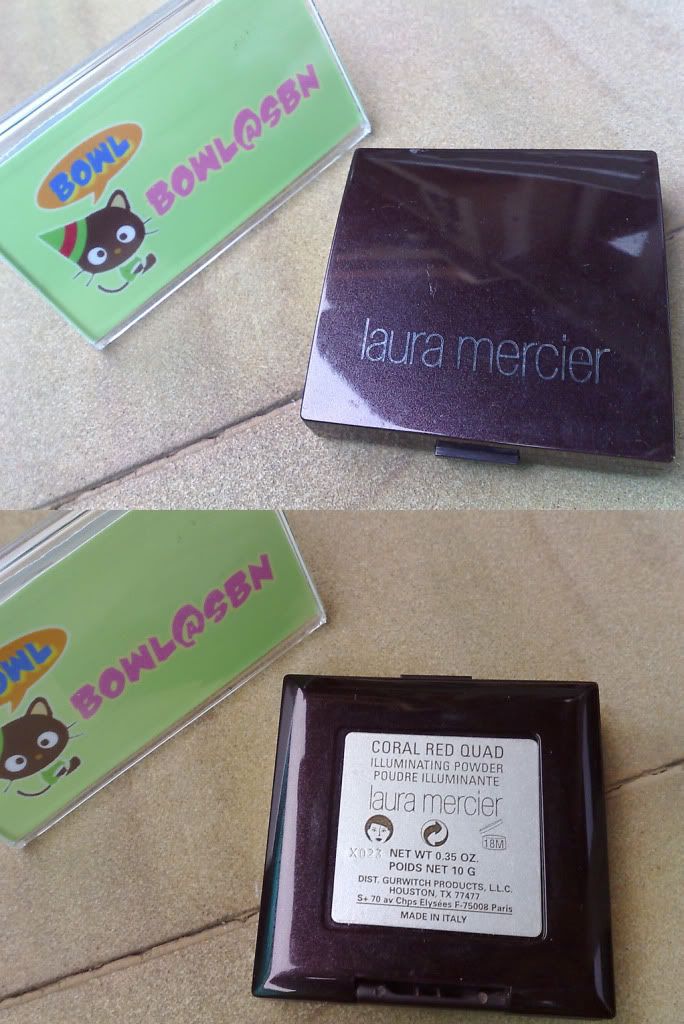 BOWL
BOWL@SBN
laura mercier
BOWL
BOWL@SBN
CORAL RED QUAD
ILLUMINATING POWDER
POUDRE ILLUMINANTE
laura mercier
18M
X023 NET WT 0.35 OZ.
POIDS NET 10 G
DIST. GURWITCH PRODUCTS, L.L.C.
HOUSTON, TX 77477
S+ 70 av Chps Elysées F-75008 Paris
MADE IN ITALY